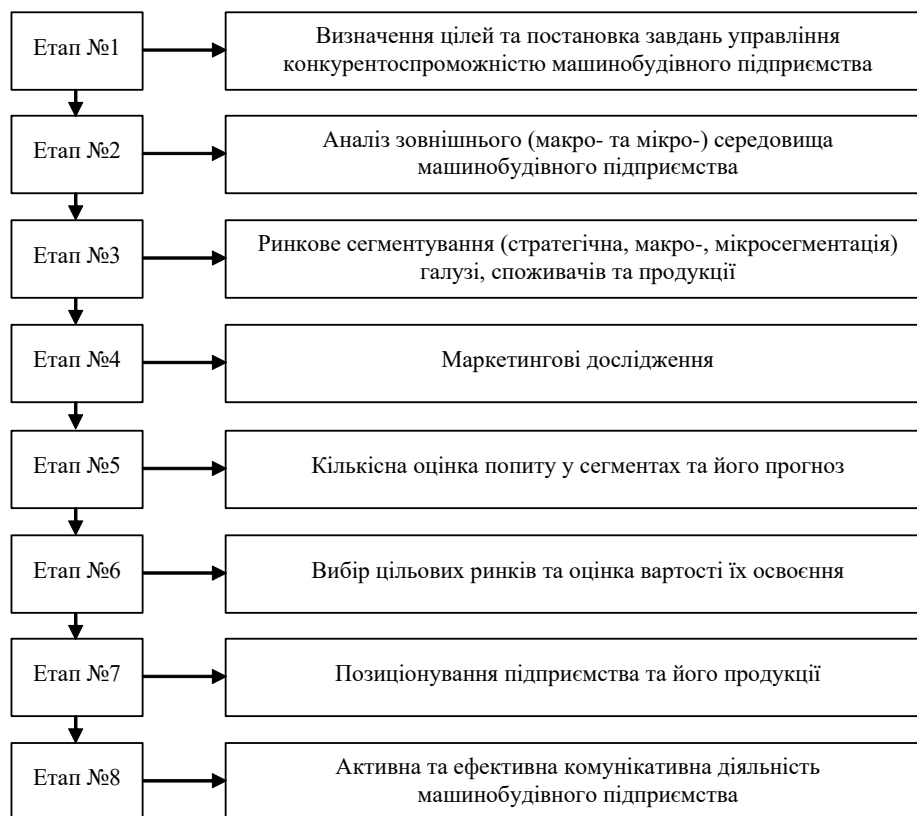 Етап №1
Визначення цілей та постановка завдань управління
конкурентоспроможністю машинобудівного підприємства
Етап №2
Аналіз зовнішнього (макро- та мікро-) середовища
машинобудівного підприємства
Етап №3
Ринкове сегментування (стратегічна, макро-, мікросегментація)
галузі, споживачів та продукції
Етап №4
Маркетингові дослідження
Етап №5
Кількісна оцінка попиту у сегментах та його прогноз
Етап №6
Вибір цільових ринків та оцінка вартості їх освоєння
Етап №7
Позиціонування підприємства та його продукції
Етап №8
Активна та ефективна комунікативна діяльність
машинобудівного підприємства